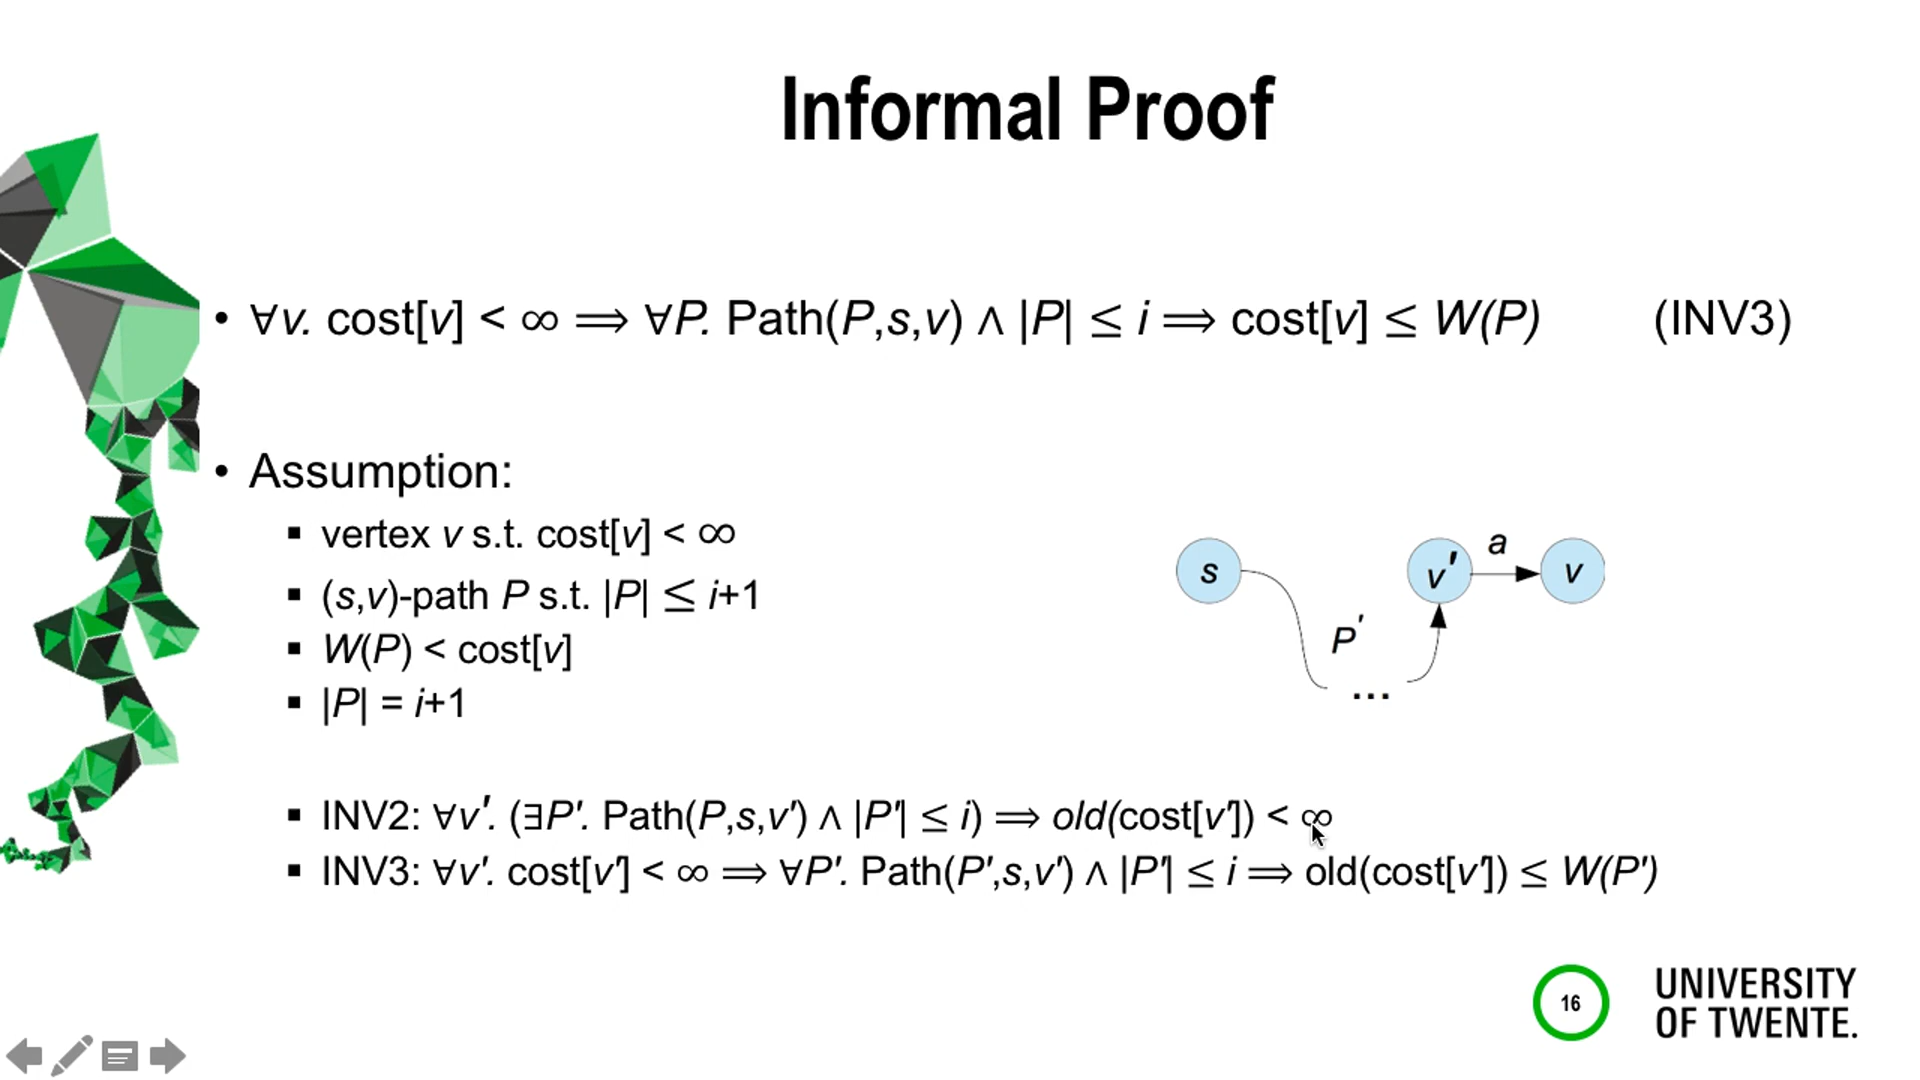 Informal Proof
• ∀v. cost[v] < ∞ ⟹ ∀P. Path(P,s,v) ∧ |P| ≤ i ⟹ cost[v] ≤ W(P) (INV3)
• Assumption:
▪ vertex v s.t. cost[v] < ∞
▪ (s,v)-path P s.t. |P| ≤ i+1
▪ W(P) < cost[v]
▪ |P| = i+1
s
v′
a
v
P′
...
▪ INV2: ∀v′. (∃P′. Path(P,s,v′) ∧ |P′| ≤ i) ⟹ old(cost[v′]) < ∞
▪ INV3: ∀v′. cost[v′] < ∞ ⟹ ∀P′. Path(P′,s,v′) ∧ |P′| ≤ i ⟹ old(cost[v′]) ≤ W(P′)
16
UNIVERSITY
OF TWENTE.